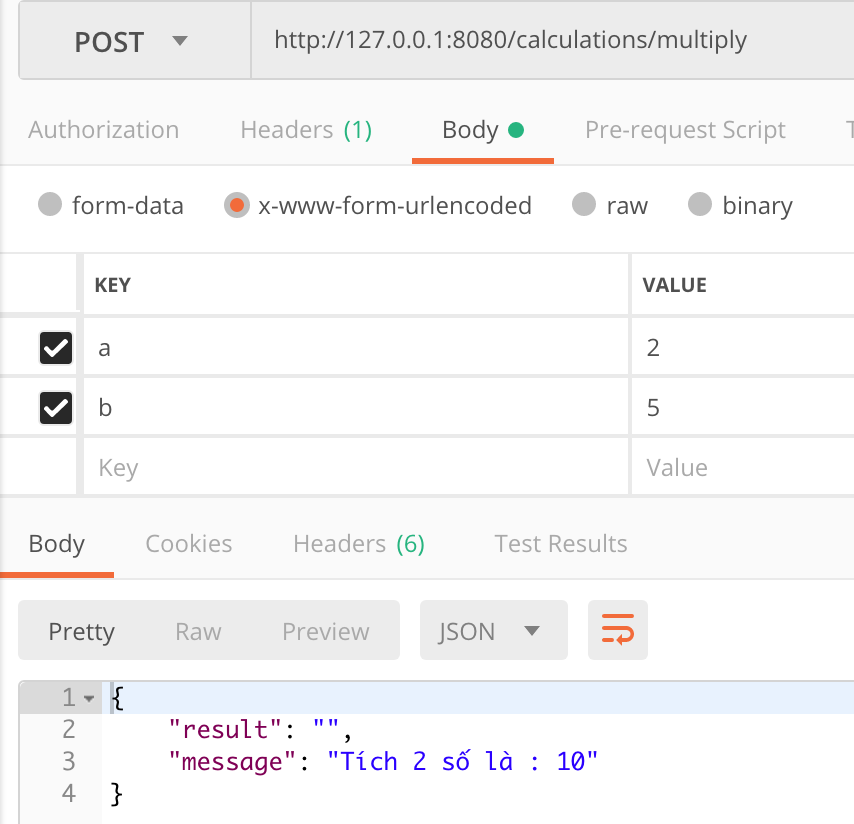 POST http://127.0.0.1:8080/calculations/multiply
Authorization Headers (1) Body Pre-request Script
form-data x-www-form-urlencoded raw binary
KEY VALUE
a 2
b 5
Key Value
Body Cookies Headers (6) Test Results
Pretty Raw Preview JSON
1 {
2 "result": "",
3 "message": "Tích 2 số là : 10"
4 }